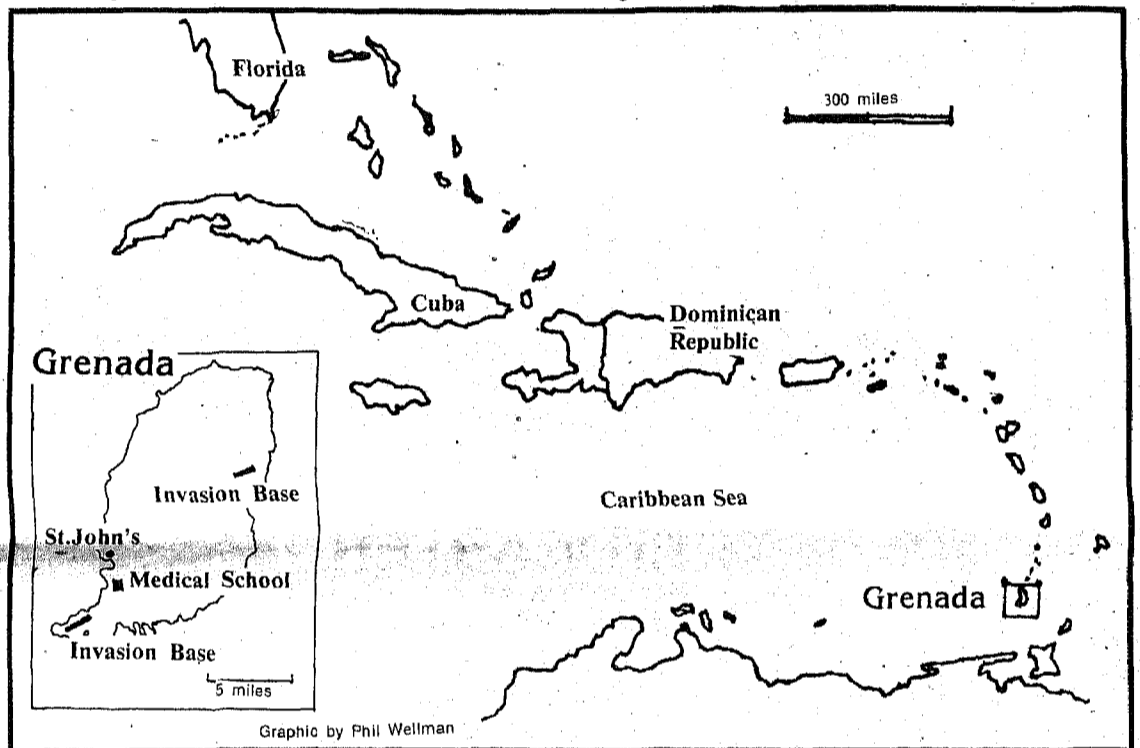 Florida
300 miles
Cuba
Dominican
Republic
Grenada
Invasion Base
St.John's
Medical School
Invasion Base
5 miles
Caribbean Sea
Grenada
Graphic by Phil Wellman